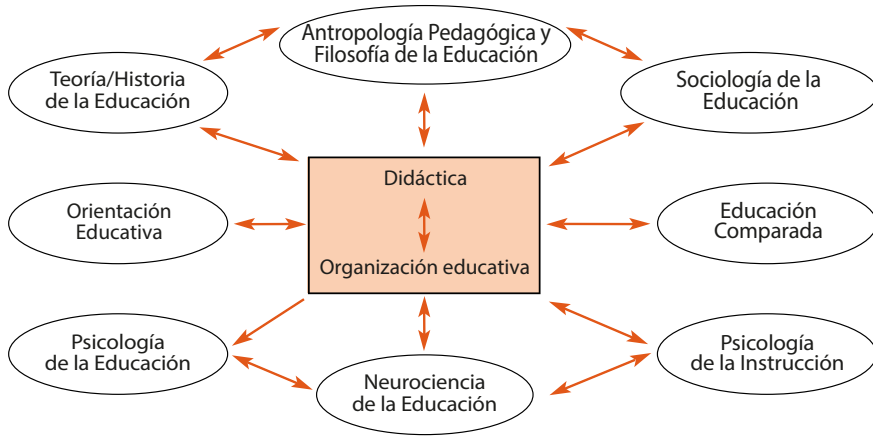 Antropología Pedagógica y
Filosofía de la Educación
Teoría/Historia
de la Educación
Sociología de la
Educación
Didáctica
Orientación
Educativa
Educación
Comparada
Organización educativa
Psicología
de la Educación
Psicología
de la Instrucción
Neurociencia
de la Educación